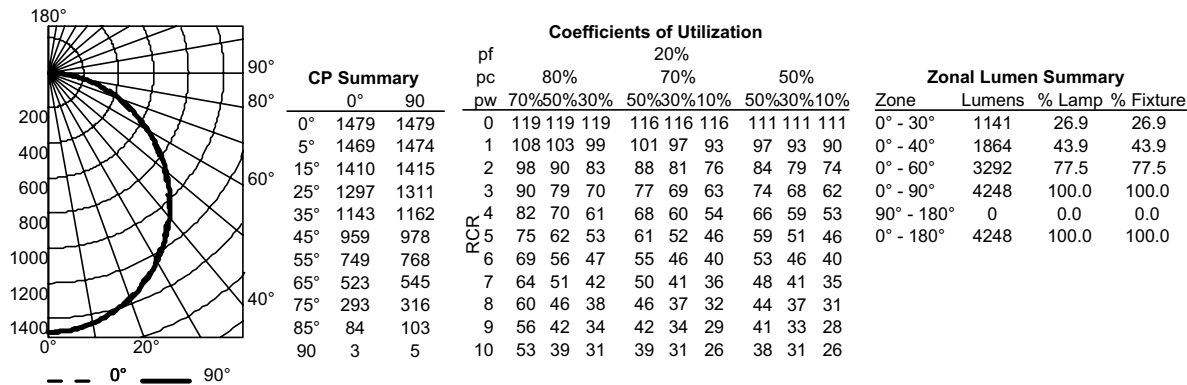 180°
90°
80°
60°
40°
20°
0°
200
400
600
800
1000
1200
1400
0° 90°
CP Summary
0° 90
0° 1479 1479
5° 1469 1474
15° 1410 1415
25° 1297 1311
35° 1143 1162
45° 959 978
55° 749 768
65° 523 545
75° 293 316
85° 84 103
90 3 5
Coefficients of Utilization
pf 20%
pc 80% 70% 50%
pw 70%50%30% 50%30%10% 50%30%10%
RCR
0 119 119 119 116 116 116 111 111 111
1 108 103 99 101 97 93 97 93 90
2 98 90 83 88 81 76 84 79 74
3 90 79 70 77 69 63 74 68 62
4 82 70 61 68 60 54 66 59 53
5 75 62 53 61 52 46 59 51 46
6 69 56 47 55 46 40 53 46 40
7 64 51 42 50 41 36 48 41 35
8 60 46 38 46 37 32 44 37 31
9 56 42 34 42 34 29 41 33 28
10 53 39 31 39 31 26 38 31 26
Zonal Lumen Summary
Zone Lumens % Lamp % Fixture
0° - 30° 1141 26.9 26.9
0° - 40° 1864 43.9 43.9
0° - 60° 3292 77.5 77.5
0° - 90° 4248 100.0 100.0
90° - 180° 0 0.0 0.0
0° - 180° 4248 100.0 100.0